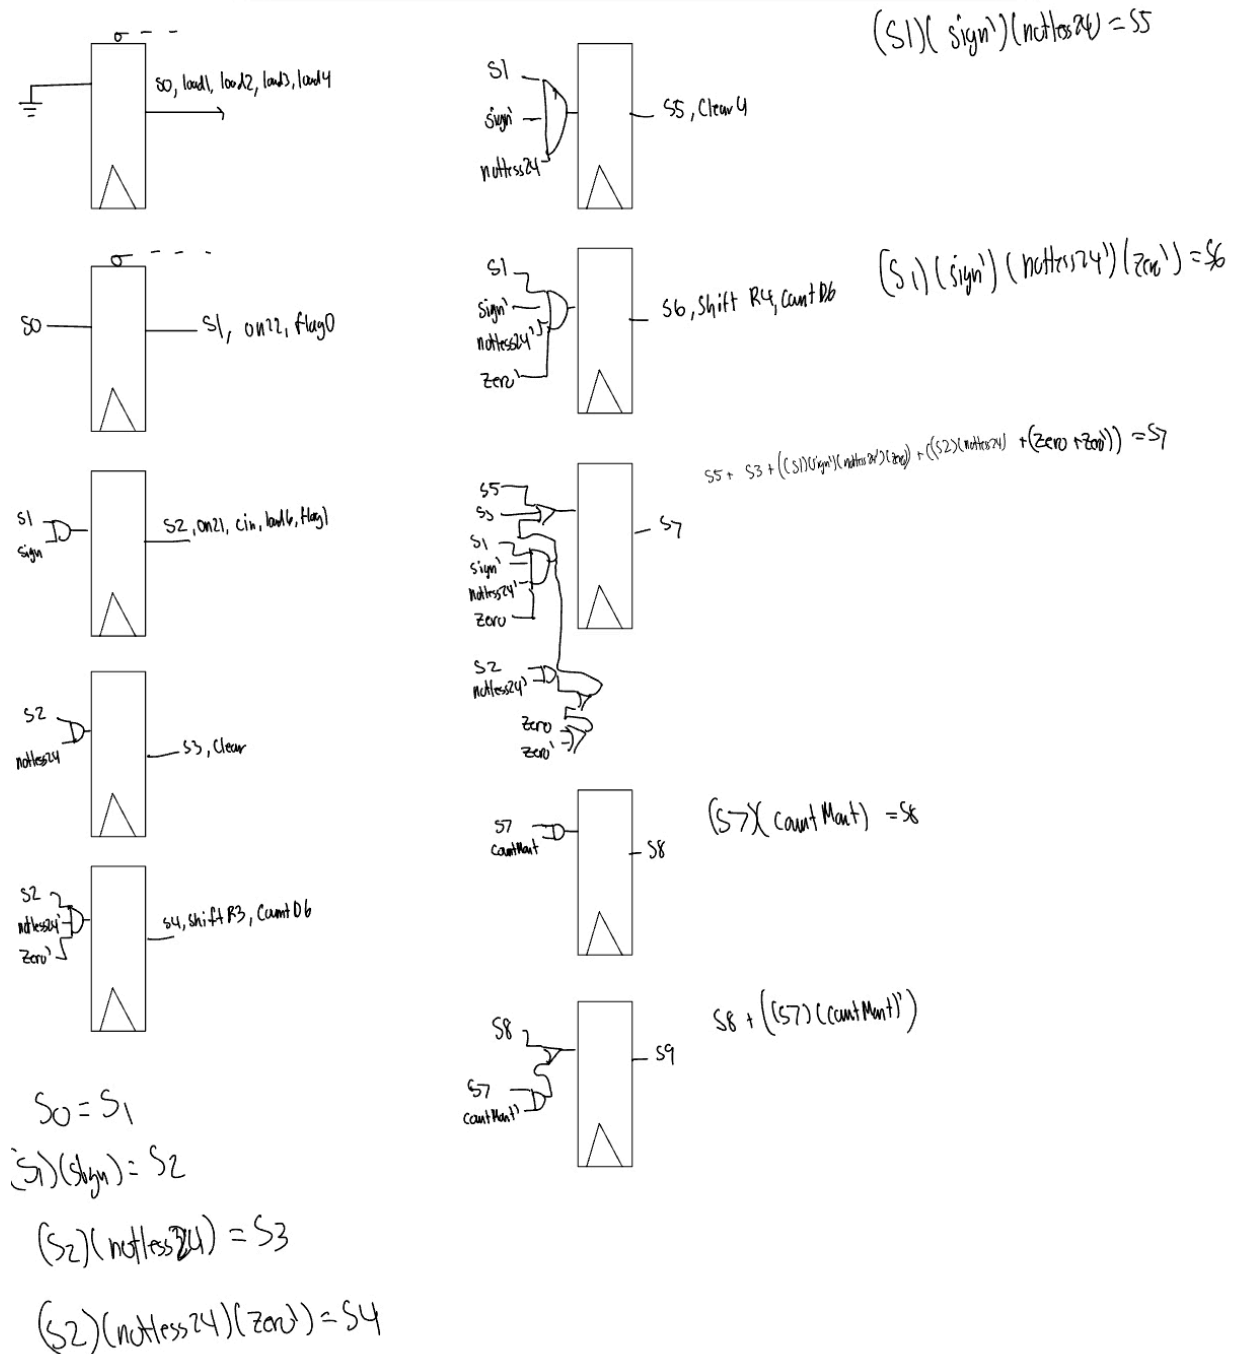 S0, load1, load2, load3, load4
S0
S1, on22, flag0
S1
sign
S2, on21, cin, load6, flag1
S2
notless24
S3, Clear
S2
notless24'
Zero'
S4, shift R3, CountD6
S0 = S1
(S1)(sign) = S2
(S2)(notless24) = S3
(S2)(notless24)(zero') = S4
S1
sign'
notless24
S5, Clear4
(S1)(sign')(notless24) = S5
S1
sign'
notless24'
Zero'
S6, Shift R4, CountD6
(S1)(sign')(notless24')(zero') = S6
S5
S3
S1
sign'
notless24'
Zero
S2
notless24'
Zero
Zero'
S7
S5 + S3 + ((S1)(sign')(notless24')(zero)) + ((S2)(notless24) + (Zero + Zero')) = S7
S7
CountMant
S8
(S7)(CountMant) = S8
S8
S7
CountMant'
S9
S8 + ((S7)(CountMant)')